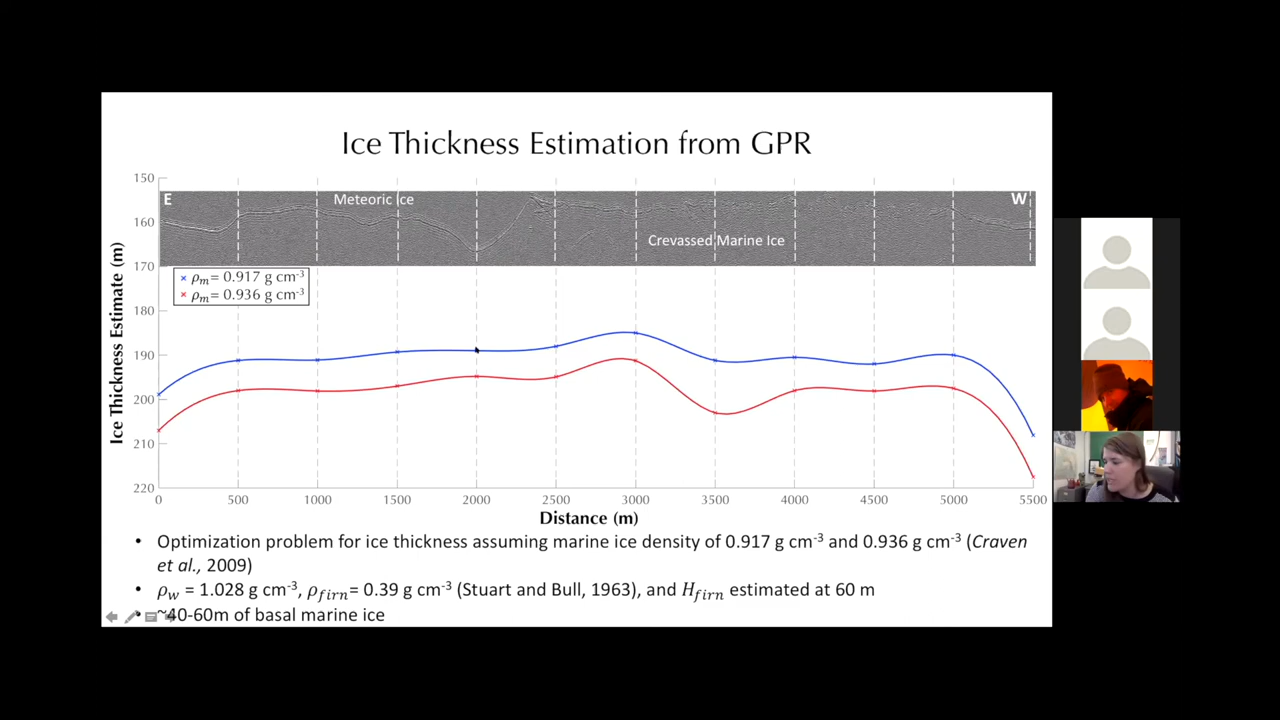 Ice Thickness Estimation from GPR
150
160
170
180
190
200
210
220
Ice Thickness Estimate (m)
E
Meteoric Ice
Crevassed Marine Ice
W
× ρₘ= 0.917 g cm⁻³
× ρₘ= 0.936 g cm⁻³
0 500 1000 1500 2000 2500 3000 3500 4000 4500 5000 5500
Distance (m)
• Optimization problem for ice thickness assuming marine ice density of 0.917 g cm⁻³ and 0.936 g cm⁻³ (Craven
et al., 2009)
• ρ_w = 1.028 g cm⁻³, ρ_firn= 0.39 g cm⁻³ (Stuart and Bull, 1963), and H_firn estimated at 60 m
• ~40-60m of basal marine ice